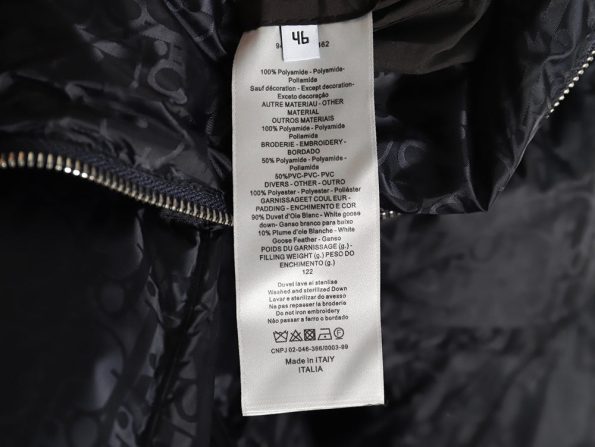 46
94 462
100% Polyamide - Polyamide-
Poliamida
Sauf décoration - Except decoration-
Exceto decoração
AUTRE MATERIAU - OTHER
MATERIAL
OUTROS MATERIAIS
100% Polyamide - Polyamide-
Poliamida
BRODERIE - EMBROIDERY -
BORDADO
50% Polyamide - Polyamide-
Poliamida
50%PVC-PVC- PVC
DIVERS - OTHER - OUTRO
100% Polyester - Polyester - Poliéster
GARNISSAGEET COULEUR -
PADDING - ENCHIMENTO E COR
90% Duvet d'Oie Blanc - White goose
down- Ganso branco para baixo
10% Plume d'oie Blanche - White
Goose Feather - Ganso
POIDS DU GARNISSAGE (g.) -
FILLING WEIGHT (g.) PESO DO
ENCHIMENTO (g.)
122
Duvet lave et sterilise
Washed and sterilized Down
Lavar e esterilizar do avesso
Ne pas repasser la broderie
Do not iron embroidery
Não passar a ferro o bordado
CNPJ 02-046-366/0003-99
Made in ITAIY
ITALIA